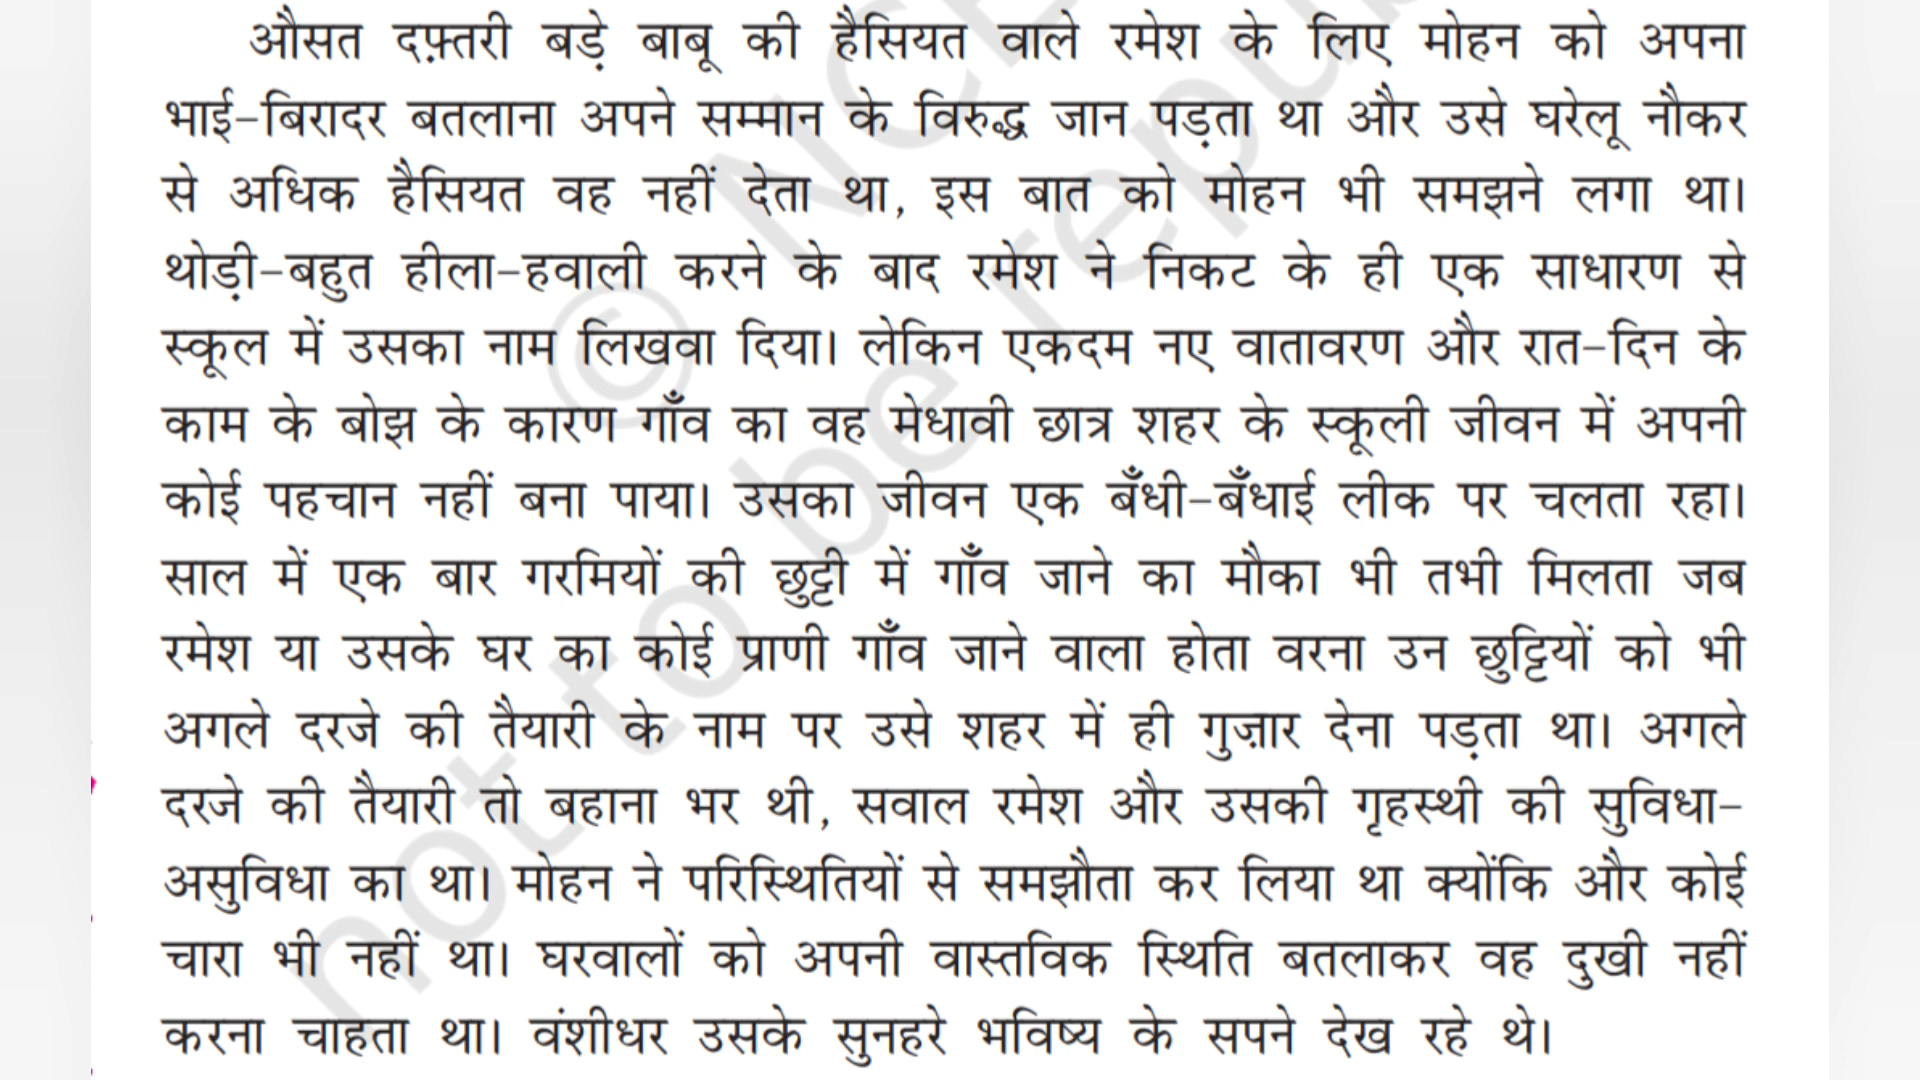 औसत दफ़्तरी बड़े बाबू की हैसियत वाले रमेश के लिए मोहन को अपना
भाई-बिरादर बतलाना अपने सम्मान के विरुद्ध जान पड़ता था और उसे घरेलू नौकर
से अधिक हैसियत वह नहीं देता था, इस बात को मोहन भी समझने लगा था।
थोड़ी-बहुत हीला-हवाली करने के बाद रमेश ने निकट के ही एक साधारण से
स्कूल में उसका नाम लिखवा दिया। लेकिन एकदम नए वातावरण और रात-दिन के
काम के बोझ के कारण गाँव का वह मेधावी छात्र शहर के स्कूली जीवन में अपनी
कोई पहचान नहीं बना पाया। उसका जीवन एक बँधी-बँधाई लीक पर चलता रहा।
साल में एक बार गरमियों की छुट्टी में गाँव जाने का मौका भी तभी मिलता जब
रमेश या उसके घर का कोई प्राणी गाँव जाने वाला होता वरना उन छुट्टियों को भी
अगले दरजे की तैयारी के नाम पर उसे शहर में ही गुज़ार देना पड़ता था। अगले
दरजे की तैयारी तो बहाना भर थी, सवाल रमेश और उसकी गृहस्थी की सुविधा-
असुविधा का था। मोहन ने परिस्थितियों से समझौता कर लिया था क्योंकि और कोई
चारा भी नहीं था। घरवालों को अपनी वास्तविक स्थिति बतलाकर वह दुखी नहीं
करना चाहता था। वंशीधर उसके सुनहरे भविष्य के सपने देख रहे थे।
© NCE
not to be repu